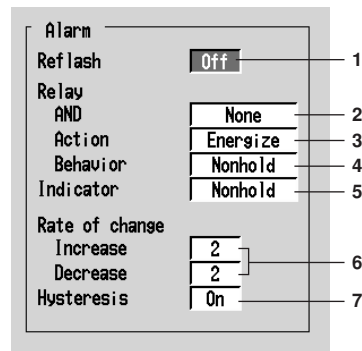 Alarm
Reflash Off 1
Relay
AND None 2
Action Energize 3
Behavior Nonhold 4
Indicator Nonhold 5
Rate of change
Increase 2
6
Decrease 2
Hysteresis On 7